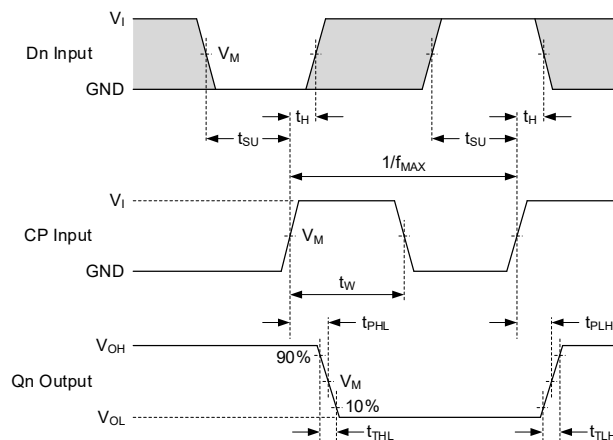 V_I
Dn Input
V_M
GND
t_H
t_H
t_SU
t_SU
1/f_MAX
V_I
CP Input
V_M
GND
t_W
t_PHL
t_PLH
V_OH
90%
Qn Output
V_M
10%
V_OL
t_THL
t_TLH